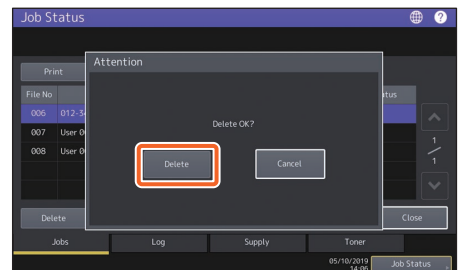 Job Status
?
Print
Attention
File No
atus
006 012-3
007 User 0
008 User 0
Delete OK?
Delete
Cancel
1
1
Delete
Close
Jobs
Log
Supply
Toner
05/10/2019
14:06
Job Status